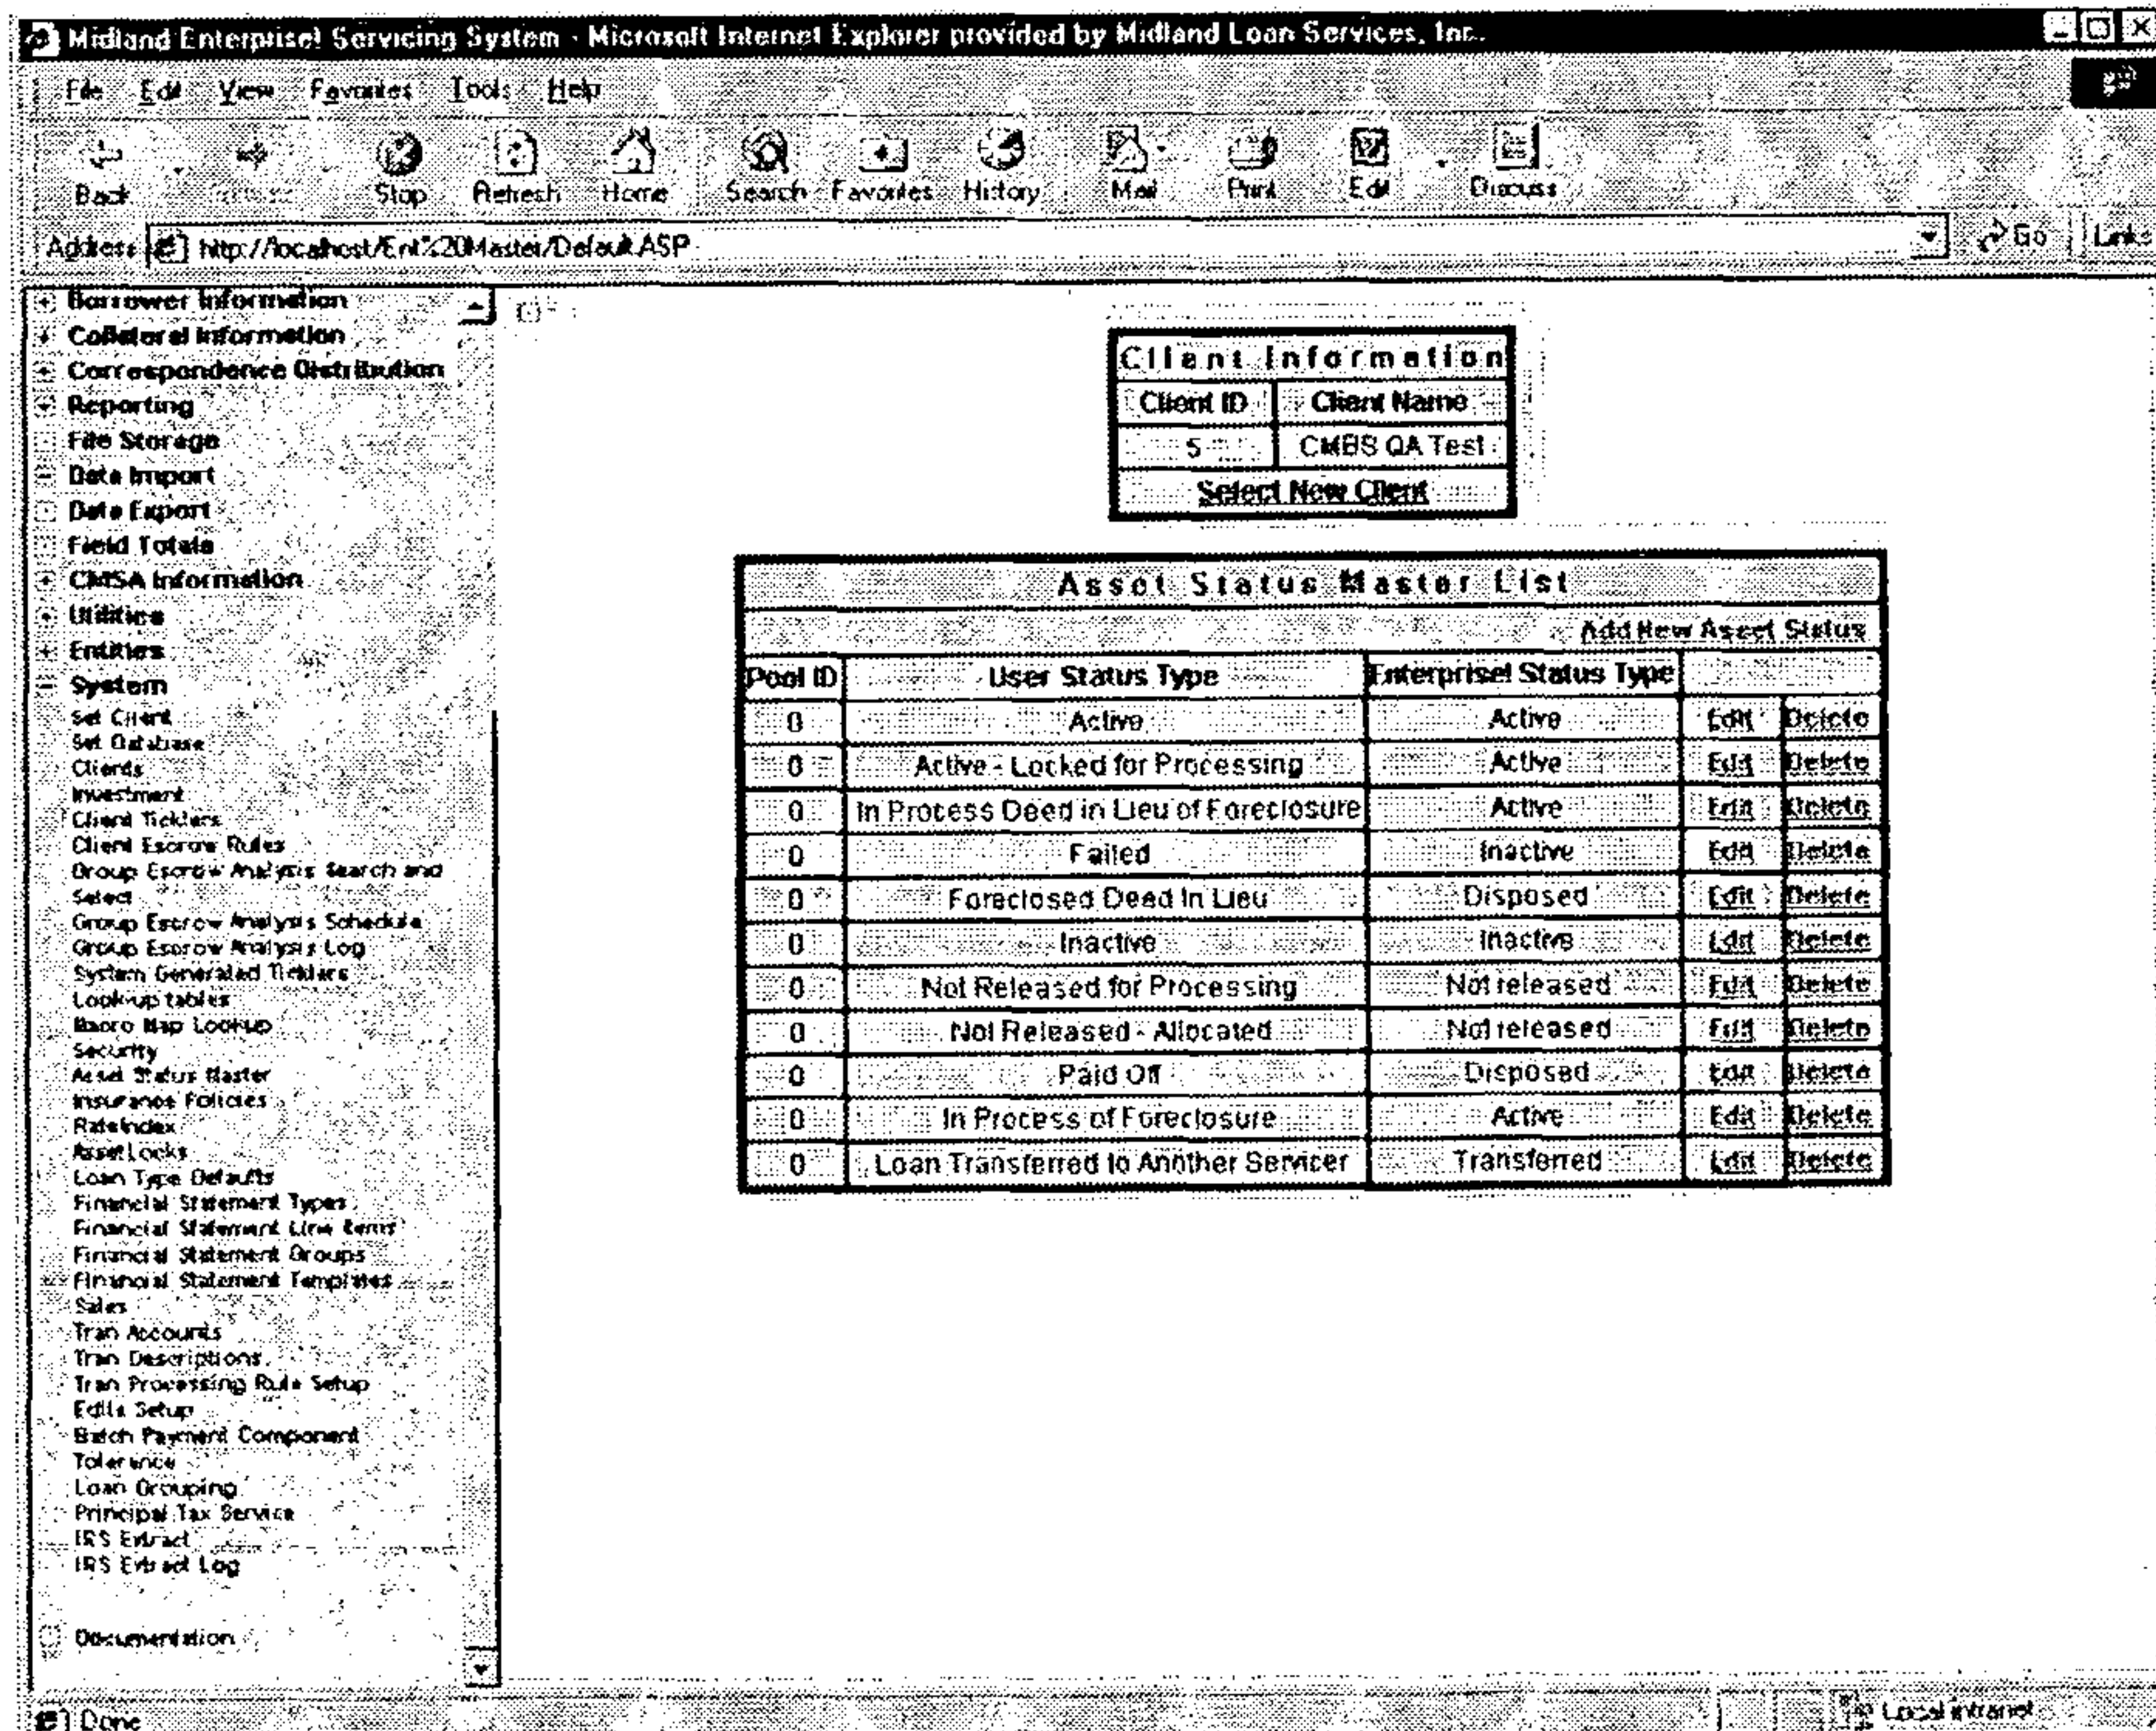 Midland Enterprise! Servicing System - Microsoft Internet Explorer provided by Midland Loan Services, Inc.
File Edit View Favorites Tools Help
Back Stop Refresh Home Search Favorites History Mail Print Edit Discuss
Address http://localhost/Ent%20Master/Default.ASP Go Links
Borrower Information
Collateral Information
Correspondence Distribution
Reporting
File Storage
Data Import
Data Export
Field Totals
CMSA Information
Utilities
Entities
System
Set Client
Set Database
Clients
Investment
Client Ticklers
Client Escrow Rules
Group Escrow Analysis Search and
Select
Group Escrow Analysis Schedule
Group Escrow Analysis Log
System Generated Ticklers
Look-up tables
Macro Map Lookup
Security
Asset Status Master
Insurance Policies
RateIndex
AssetLocks
Loan Type Defaults
Financial Statement Types
Financial Statement Line Items
Financial Statement Groups
Financial Statement Templates
Sales
Tran Accounts
Tran Descriptions
Tran Processing Rule Setup
Edits Setup
Batch Payment Component
Tolerance
Loan Grouping
Principal Tax Service
IRS Extract
IRS Extract Log
Documentation
Client Information
Client ID Client Name
5 CMBS QA Test
Select New Client
Asset Status Master List
Add New Asset Status
Pool ID User Status Type Enterprise! Status Type
0 Active Active Edit Delete
0 Active - Locked for Processing Active Edit Delete
0 In Process Deed in Lieu of Foreclosure Active Edit Delete
0 Failed Inactive Edit Delete
0 Foreclosed Deed In Lieu Disposed Edit Delete
0 Inactive Inactive Edit Delete
0 Not Released for Processing Not released Edit Delete
0 Not Released - Allocated Not released Edit Delete
0 Paid Off Disposed Edit Delete
0 In Process of Foreclosure Active Edit Delete
0 Loan Transferred to Another Servicer Transferred Edit Delete
Done Local intranet